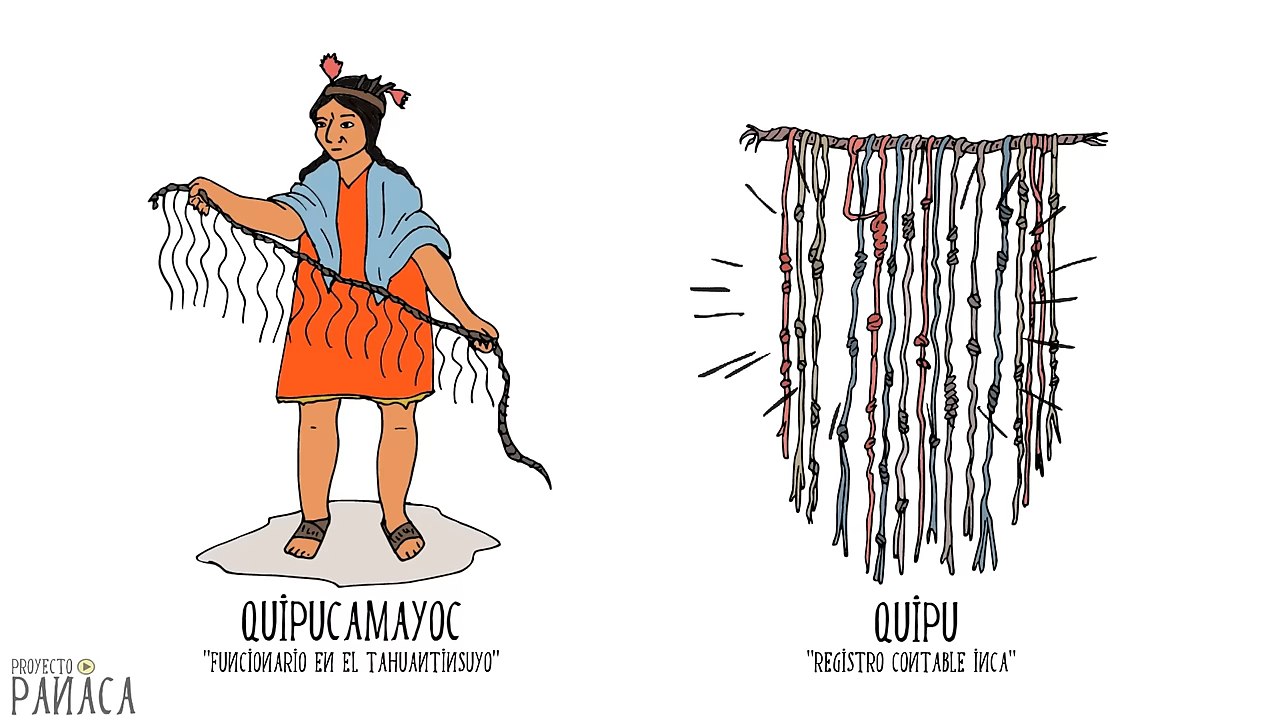 QUIPUCAMAYOC
"FUNCIONARIO EN EL TAHUANTINSUYO"
QUIPU
"REGISTRO CONTABLE INCA"
PROYECTO
PANACA